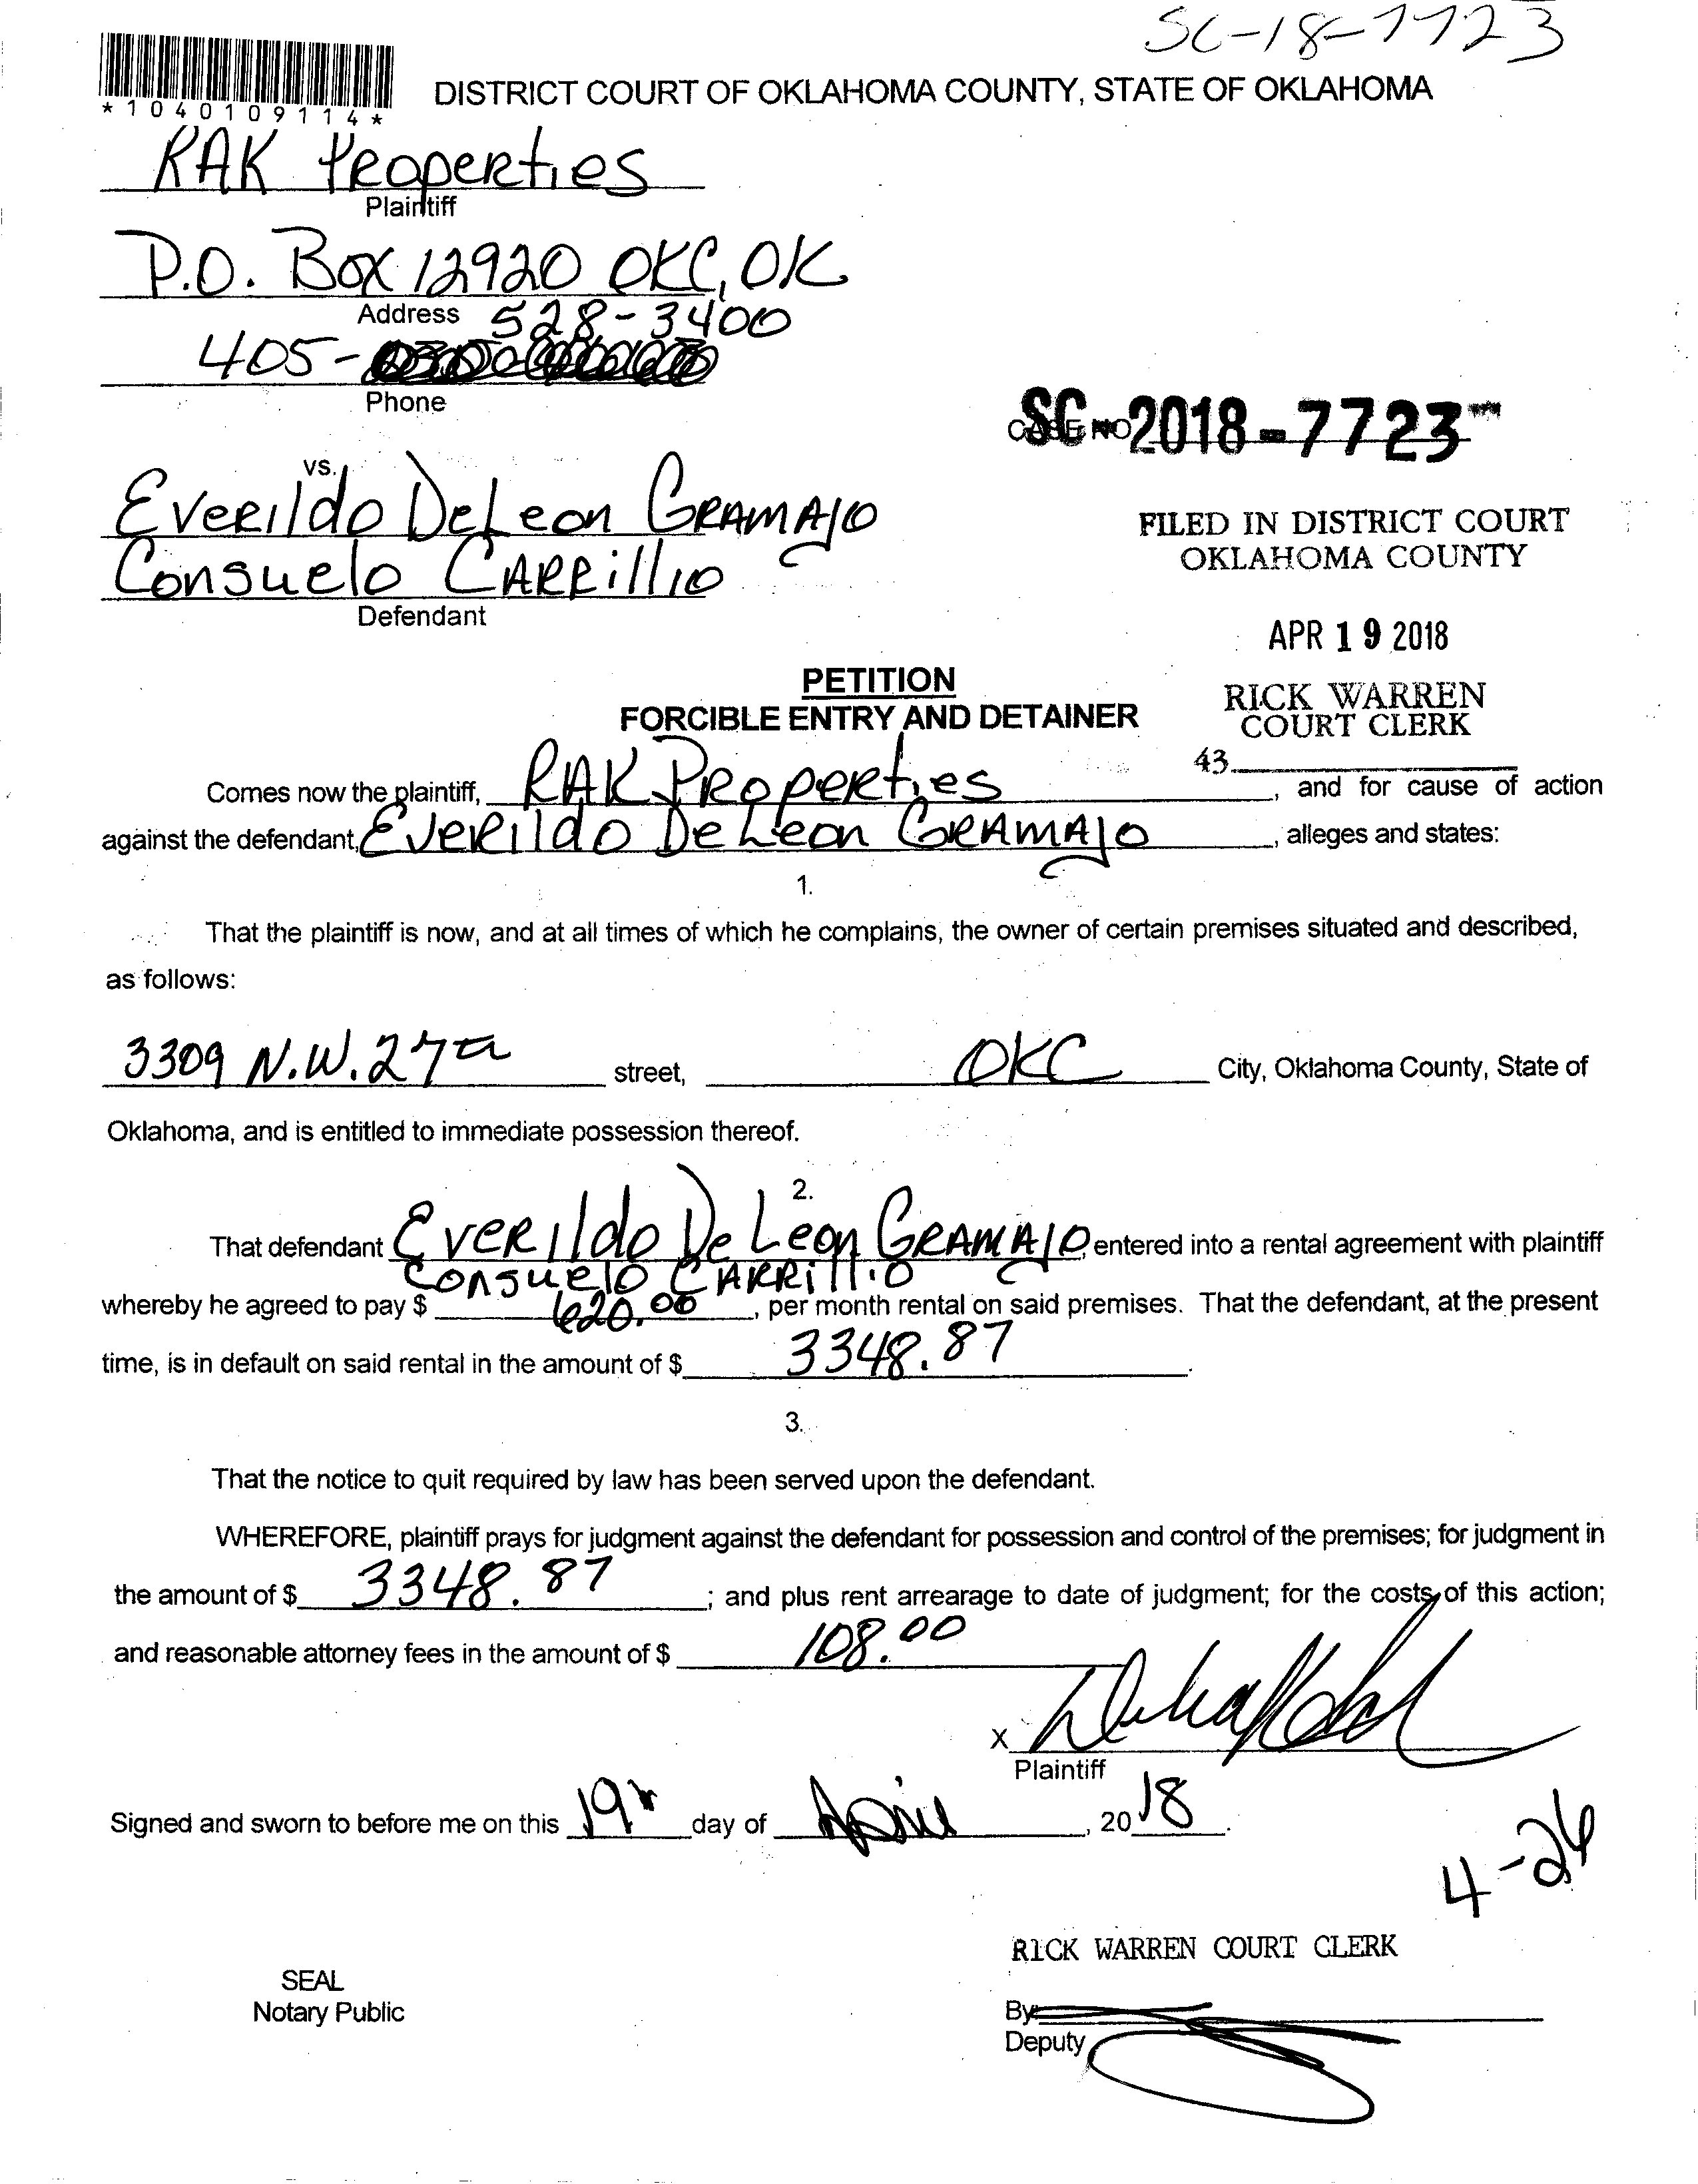 SC-18-7723
*1040109114*
DISTRICT COURT OF OKLAHOMA COUNTY, STATE OF OKLAHOMA
RAK Properties
Plaintiff
P.O. Box 12920 OKC, OK
Address
528-3400
405-
Phone
CASE NO
SC-2018-7723
vs.
Everildo DeLeon Gramajo
Consuelo Carrillio
Defendant
FILED IN DISTRICT COURT
OKLAHOMA COUNTY
APR 19 2018
RICK WARREN
COURT CLERK
43
PETITION
FORCIBLE ENTRY AND DETAINER
Comes now the plaintiff, RAK Properties, and for cause of action
against the defendant, Everildo DeLeon Gramajo, alleges and states:
1.
That the plaintiff is now, and at all times of which he complains, the owner of certain premises situated and described,
as follows:
3309 N.W. 27th street, OKC City, Oklahoma County, State of
Oklahoma, and is entitled to immediate possession thereof.
2.
That defendant Everildo De Leon Gramajo, entered into a rental agreement with plaintiff
Consuelo Carrillio
whereby he agreed to pay $ 620.00, per month rental on said premises. That the defendant, at the present
time, is in default on said rental in the amount of $ 3348.87.
3.
That the notice to quit required by law has been served upon the defendant.
WHEREFORE, plaintiff prays for judgment against the defendant for possession and control of the premises; for judgment in
the amount of $ 3348.87; and plus rent arrearage to date of judgment; for the costs of this action;
and reasonable attorney fees in the amount of $ 108.00
X
Plaintiff
Signed and sworn to before me on this 19th day of April, 2018.
4-26
RICK WARREN COURT CLERK
SEAL
Notary Public
By
Deputy